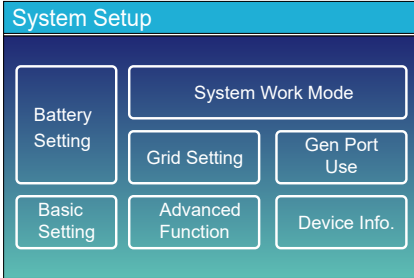 System Setup
Battery
Setting
System Work Mode
Grid Setting
Gen Port
Use
Basic
Setting
Advanced
Function
Device Info.